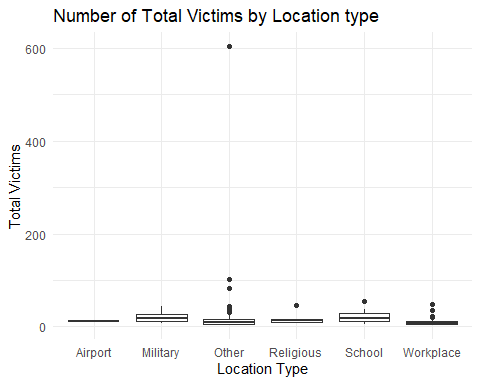 Number of Total Victims by Location type
Total Victims
600
400
200
0
Airport Military Other Religious School Workplace
Location Type